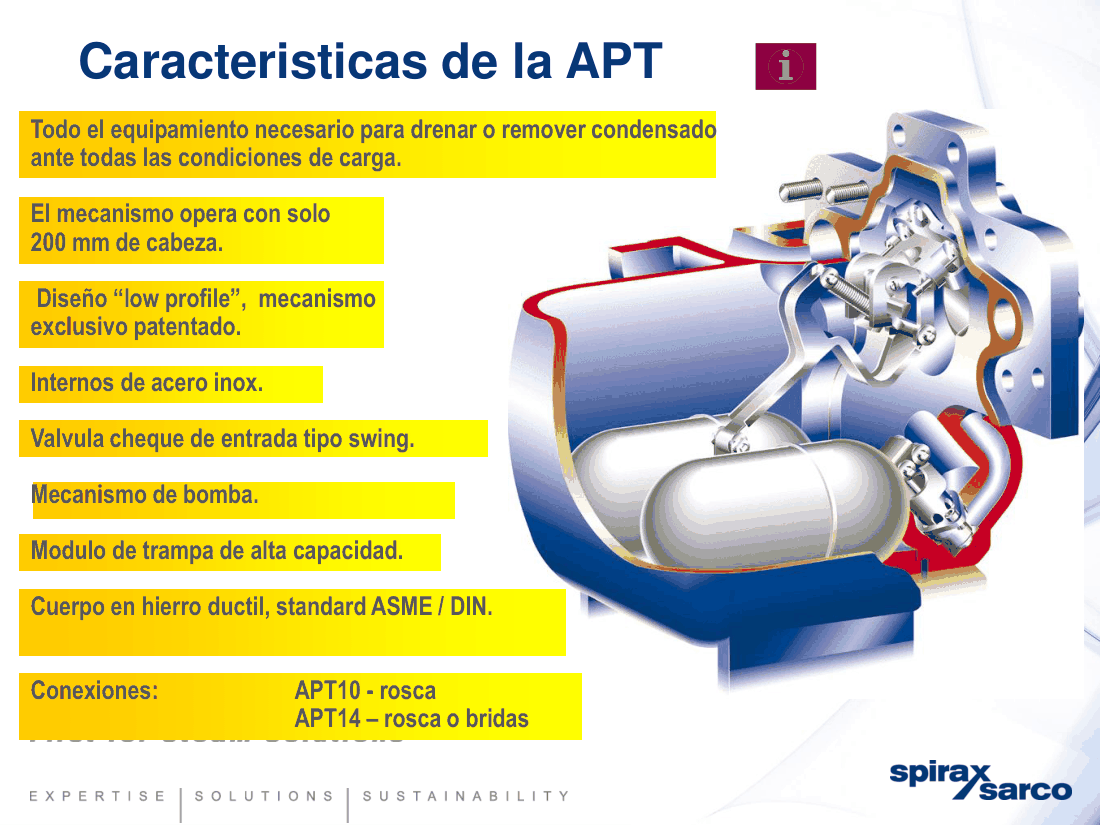 Caracteristicas de la APT
i
Todo el equipamiento necesario para drenar o remover condensado
ante todas las condiciones de carga.
El mecanismo opera con solo
200 mm de cabeza.
Diseño “low profile”, mecanismo
exclusivo patentado.
Internos de acero inox.
Valvula cheque de entrada tipo swing.
Mecanismo de bomba.
Modulo de trampa de alta capacidad.
Cuerpo en hierro ductil, standard ASME / DIN.
Conexiones: APT10 - rosca
APT14 – rosca o bridas
EXPERTISE SOLUTIONS SUSTAINABILITY
spirax
sarco